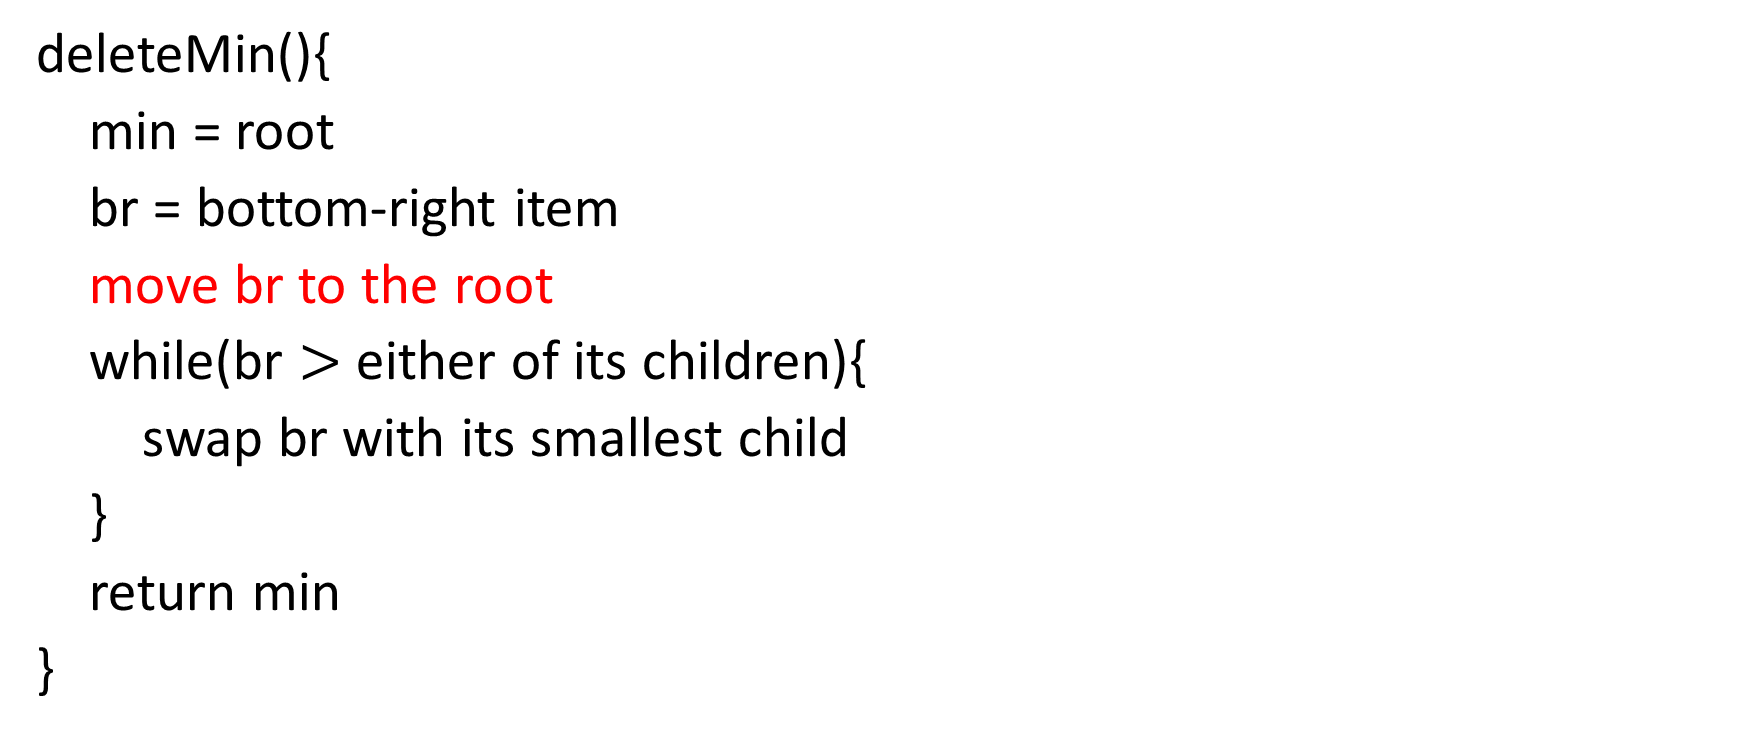 deleteMin(){
min = root
br = bottom-right item
move br to the root
while(br > either of its children){
swap br with its smallest child
}
return min
}